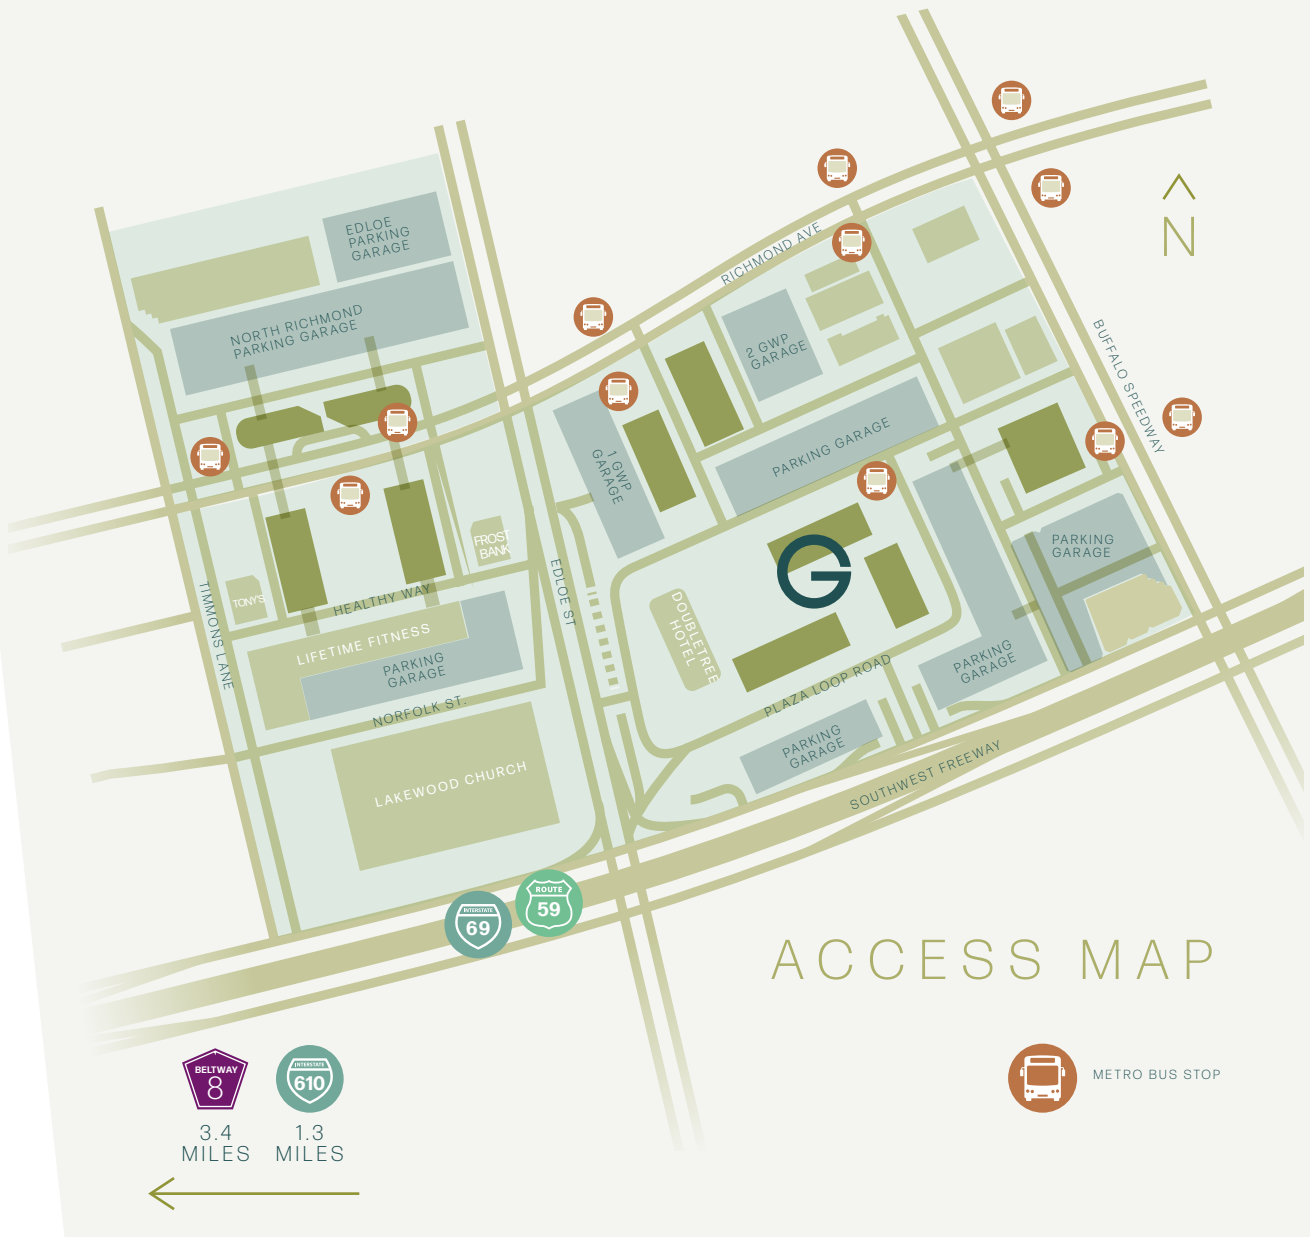 EDLOE
PARKING
GARAGE
NORTH RICHMOND
PARKING GARAGE
RICHMOND AVE
N
2 GWP
GARAGE
BUFFALO SPEEDWAY
PARKING GARAGE
1 GWP
GARAGE
FROST
BANK
PARKING
GARAGE
EDLOE ST
TIMMONS LANE
TONY'S
HEALTHY WAY
G
DOUBLETREE
HOTEL
LIFETIME FITNESS
PARKING
GARAGE
PARKING
GARAGE
PLAZA LOOP ROAD
NORFOLK ST.
PARKING
GARAGE
LAKEWOOD CHURCH
SOUTHWEST FREEWAY
INTERSTATE
69
ROUTE
59
ACCESS MAP
BELTWAY
8
INTERSTATE
610
3.4
MILES
1.3
MILES
METRO BUS STOP